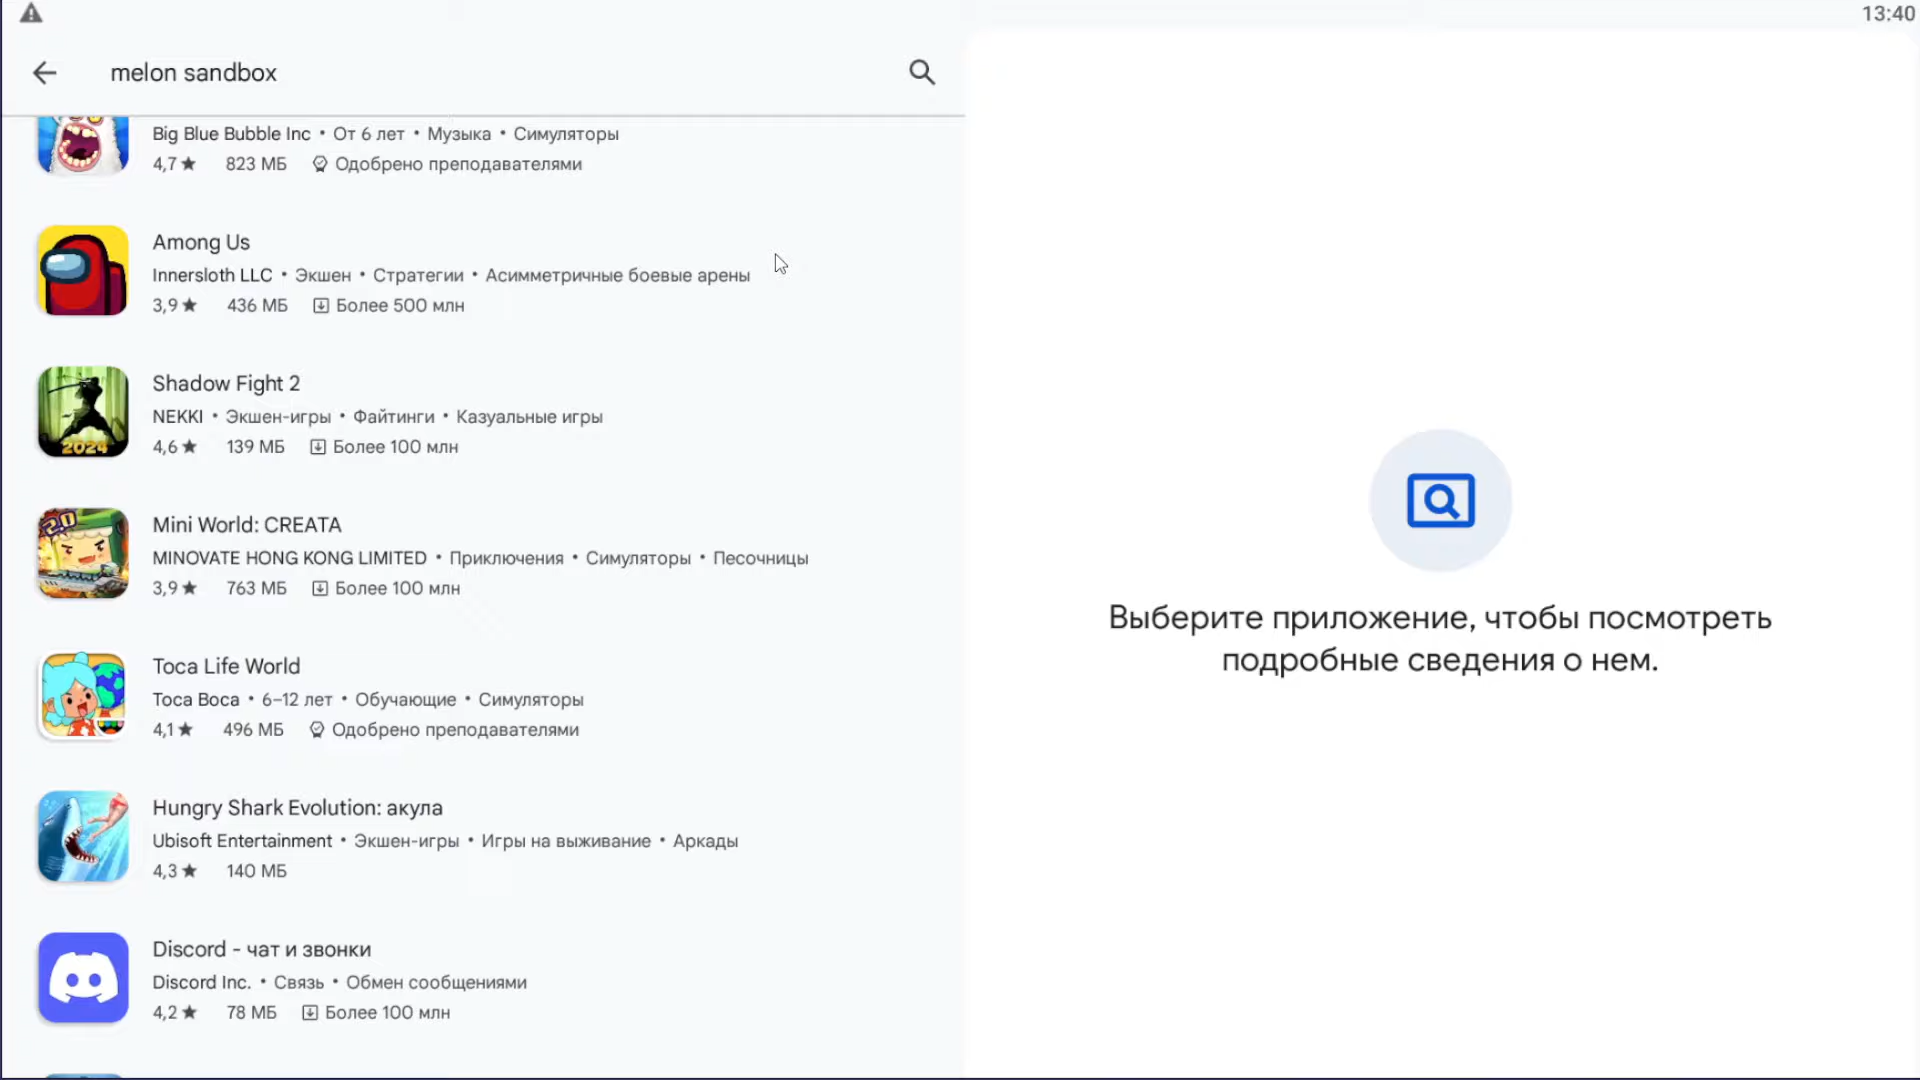 13:40
melon sandbox
Big Blue Bubble Inc • От 6 лет • Музыка • Симуляторы
4,7★ 823 МБ Одобрено преподавателями
Among Us
Innersloth LLC • Экшен • Стратегии • Асимметричные боевые арены
3,9★ 436 МБ Более 500 млн
2024
Shadow Fight 2
NEKKI • Экшен-игры • Файтинги • Казуальные игры
4,6★ 139 МБ Более 100 млн
2.0
Mini World: CREATA
MINOVATE HONG KONG LIMITED • Приключения • Симуляторы • Песочницы
3,9★ 763 МБ Более 100 млн
Toca Life World
Toca Boca • 6–12 лет • Обучающие • Симуляторы
4,1★ 496 МБ Одобрено преподавателями
Hungry Shark Evolution: акула
Ubisoft Entertainment • Экшен-игры • Игры на выживание • Аркады
4,3★ 140 МБ
Discord - чат и звонки
Discord Inc. • Связь • Обмен сообщениями
4,2★ 78 МБ Более 100 млн
Выберите приложение, чтобы посмотреть
подробные сведения о нем.